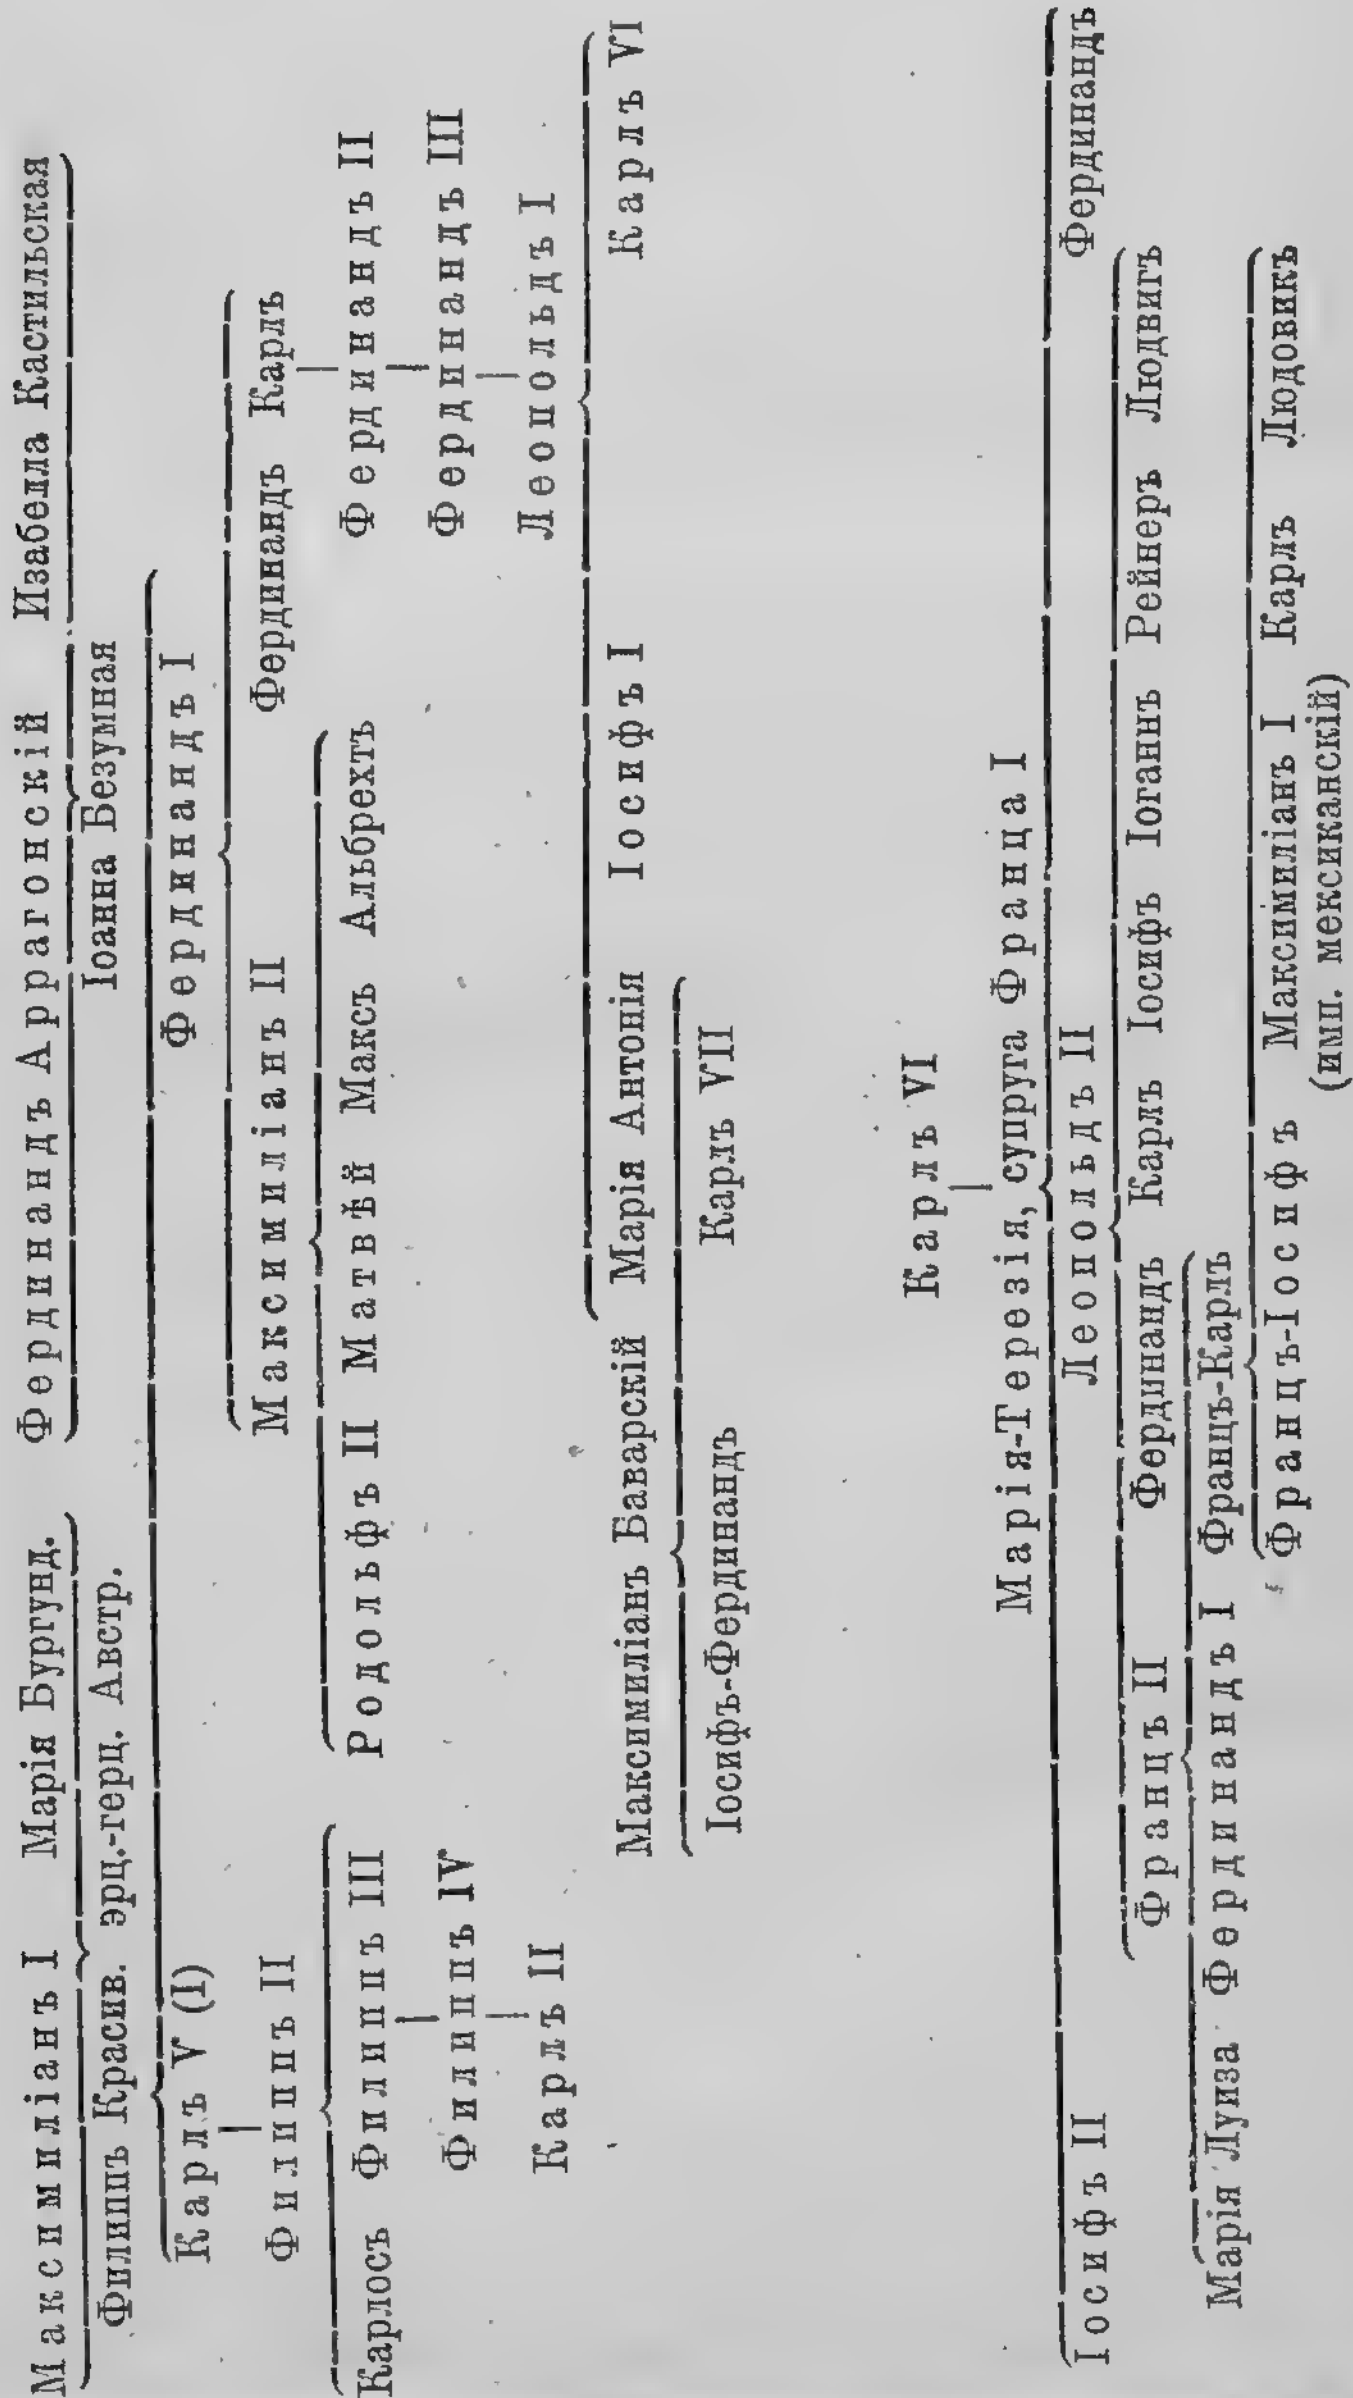 Максимиліанъ I Марія Бургунд. Фердинандъ Аррагонскій Изабелла Кастильская
Филиппъ Красив. эрц.-герц. Австр. Іоанна Безумная
Карлъ V (I) Фердинандъ I
Филиппъ II Максимиліанъ II Фердинандъ Карлъ
Карлосъ Филиппъ III Родольфъ II Матвѣй Максъ Альбрехтъ Фердинандъ II
Филиппъ IV Фердинандъ III
Карлъ II Леопольдъ I
Максимиліанъ Баварскій Марія Антонія Іосифъ I Карлъ VI
Іосифъ-Фердинандъ Карлъ VII
Карлъ VI
Марія-Терезія, супруга Франца I
Іосифъ II Леопольдъ II Фердинандъ
Францъ II Фердинандъ Карлъ Іосифъ Іоганнъ Рейнеръ Людвигъ
Марія Луиза Фердинандъ I Францъ-Карлъ
Францъ-Іосифъ Максимиліанъ I Карлъ Людовикъ
(имп. мексиканскій)